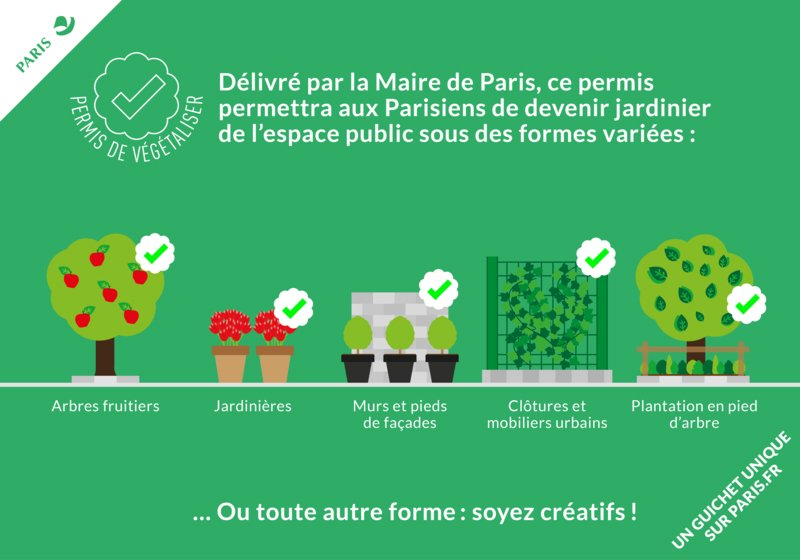 PARIS
PERMIS DE VÉGÉTALISER
Délivré par la Maire de Paris, ce permis
permettra aux Parisiens de devenir jardinier
de l’espace public sous des formes variées :
Arbres fruitiers
Jardinières
Murs et pieds
de façades
Clôtures et
mobiliers urbains
Plantation en pied
d’arbre
... Ou toute autre forme : soyez créatifs !
UN GUICHET UNIQUE
SUR PARIS.FR